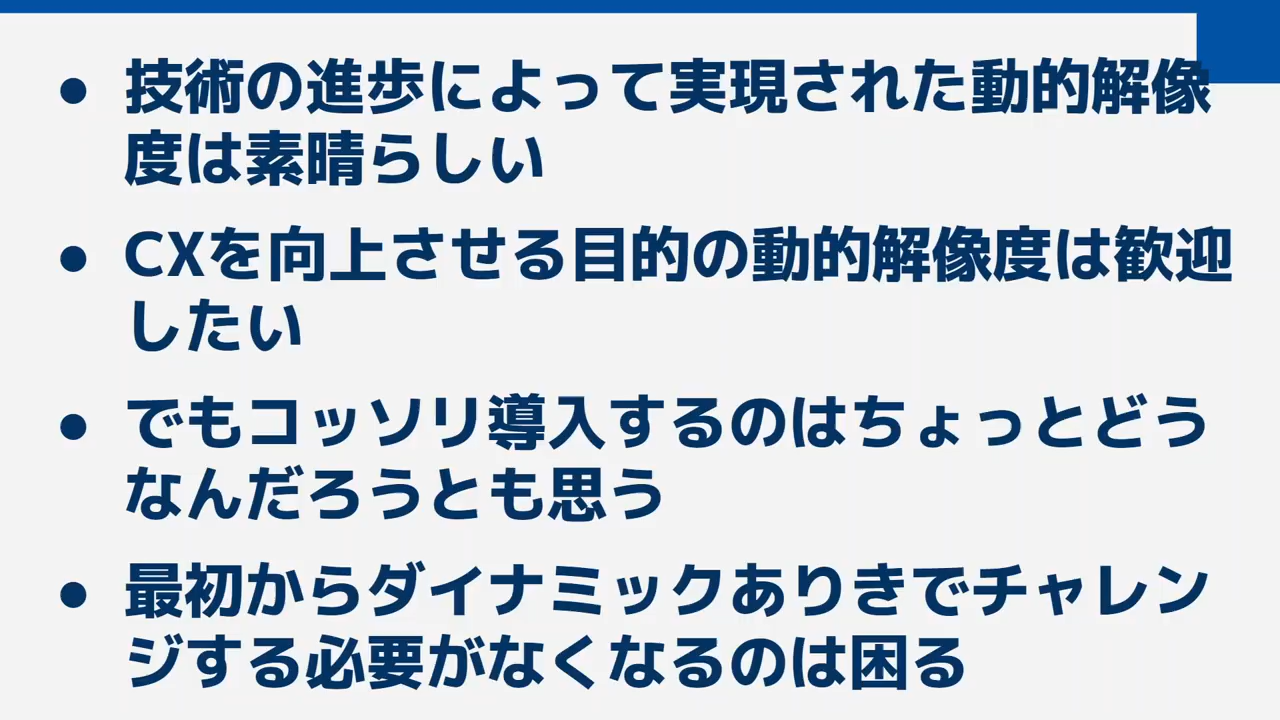 ● 技術の進歩によって実現された動的解像
度は素晴らしい
● CXを向上させる目的の動的解像度は歓迎
したい
● でもコッソリ導入するのはちょっとどう
なんだろうとも思う
● 最初からダイナミックありきでチャレン
ジする必要がなくなるのは困る